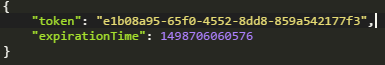 {
    "token": "e1b08a95-65f0-4552-8dd8-859a542177f3",
    "expirationTime": 1498706060576
}